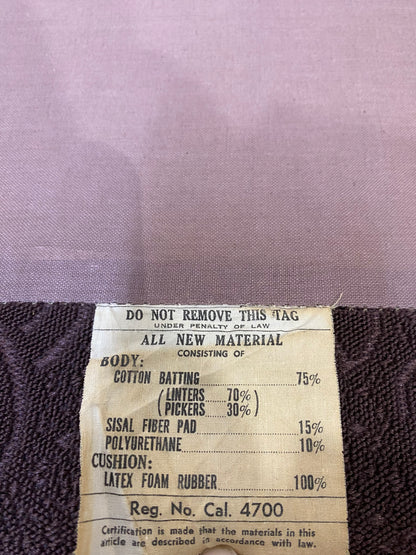 DO NOT REMOVE THIS TAG
UNDER PENALTY OF LAW
ALL NEW MATERIAL
CONSISTING OF
BODY:
COTTON BATTING 75%
(LINTERS 70%
PICKERS 30%)
SISAL FIBER PAD 15%
POLYURETHANE 10%
CUSHION:
LATEX FOAM RUBBER 100%
Reg. No. Cal. 4700
Certification is made that the materials in this
article are described in accordance with law.